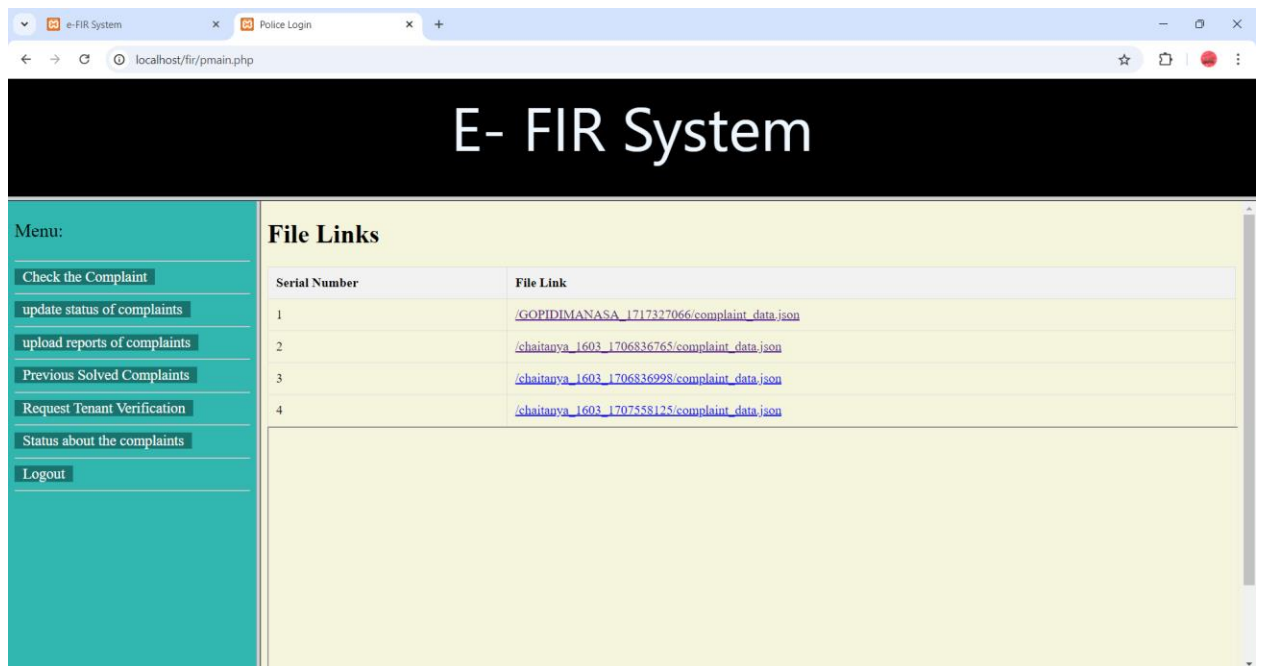 e-FIR System
Police Login
localhost/fir/pmain.php
E- FIR System
Menu:
Check the Complaint
update status of complaints
upload reports of complaints
Previous Solved Complaints
Request Tenant Verification
Status about the complaints
Logout
File Links
Serial Number File Link
1 /GOPIDIMANASA_1717327066/complaint_data.json
2 /chaitanya_1603_1706836765/complaint_data.json
3 /chaitanya_1603_1706836998/complaint_data.json
4 /chaitanya_1603_1707558125/complaint_data.json